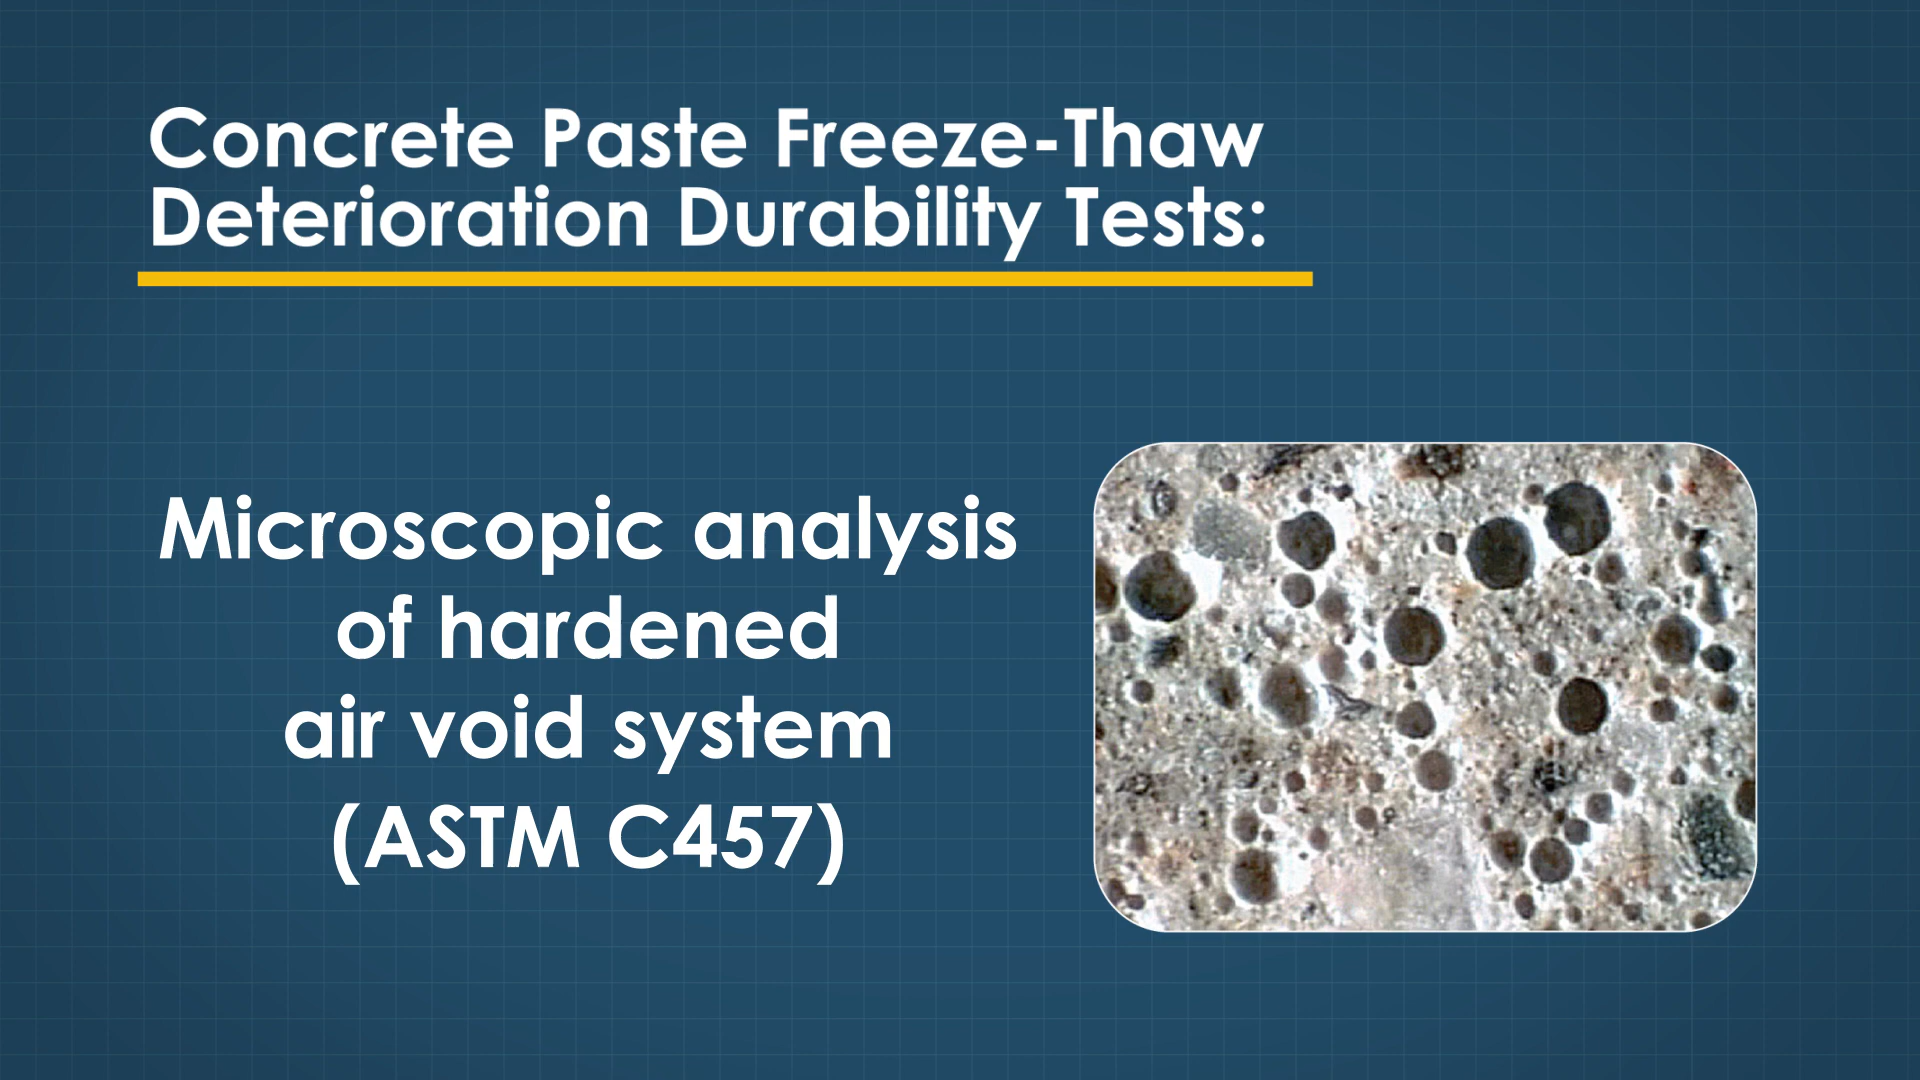 Concrete Paste Freeze-Thaw
Deterioration Durability Tests:
Microscopic analysis
of hardened
air void system
(ASTM C457)